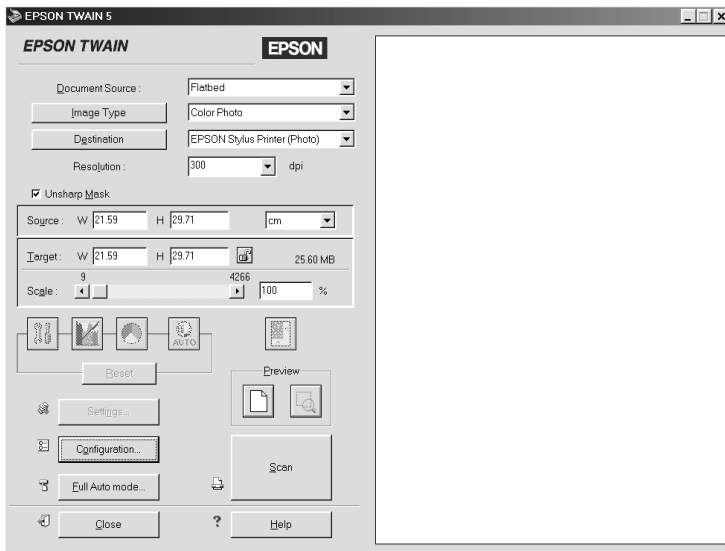 EPSON TWAIN 5
EPSON TWAIN EPSON
Document Source : Flatbed
Image Type Color Photo
Destination EPSON Stylus Printer (Photo)
Resolution : 300 dpi
Unsharp Mask
Source : W 21.59 H 29.71 cm
Target : W 21.59 H 29.71 25.60 MB
9 4266
Scale : 100 %
AUTO
Reset
Preview
Settings...
Configuration...
Scan
Full Auto mode...
Close ? Help